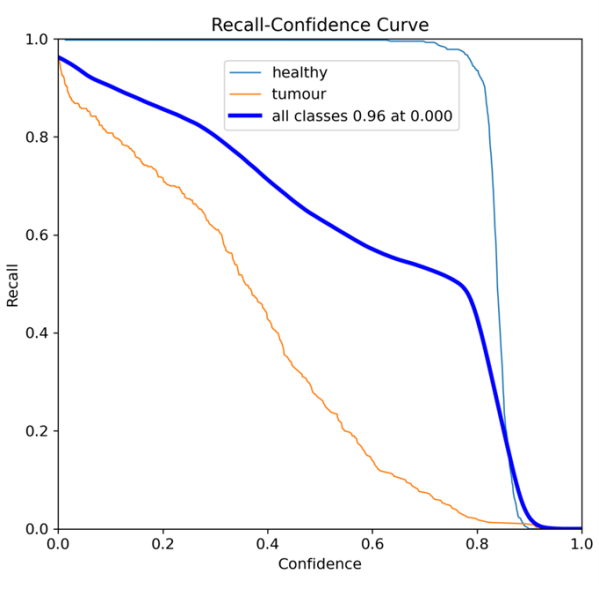 Recall-Confidence Curve
1.0
healthy
tumour
all classes 0.96 at 0.000
0.8
0.6
Recall
0.4
0.2
0.0
0.0 0.2 0.4 0.6 0.8 1.0
Confidence